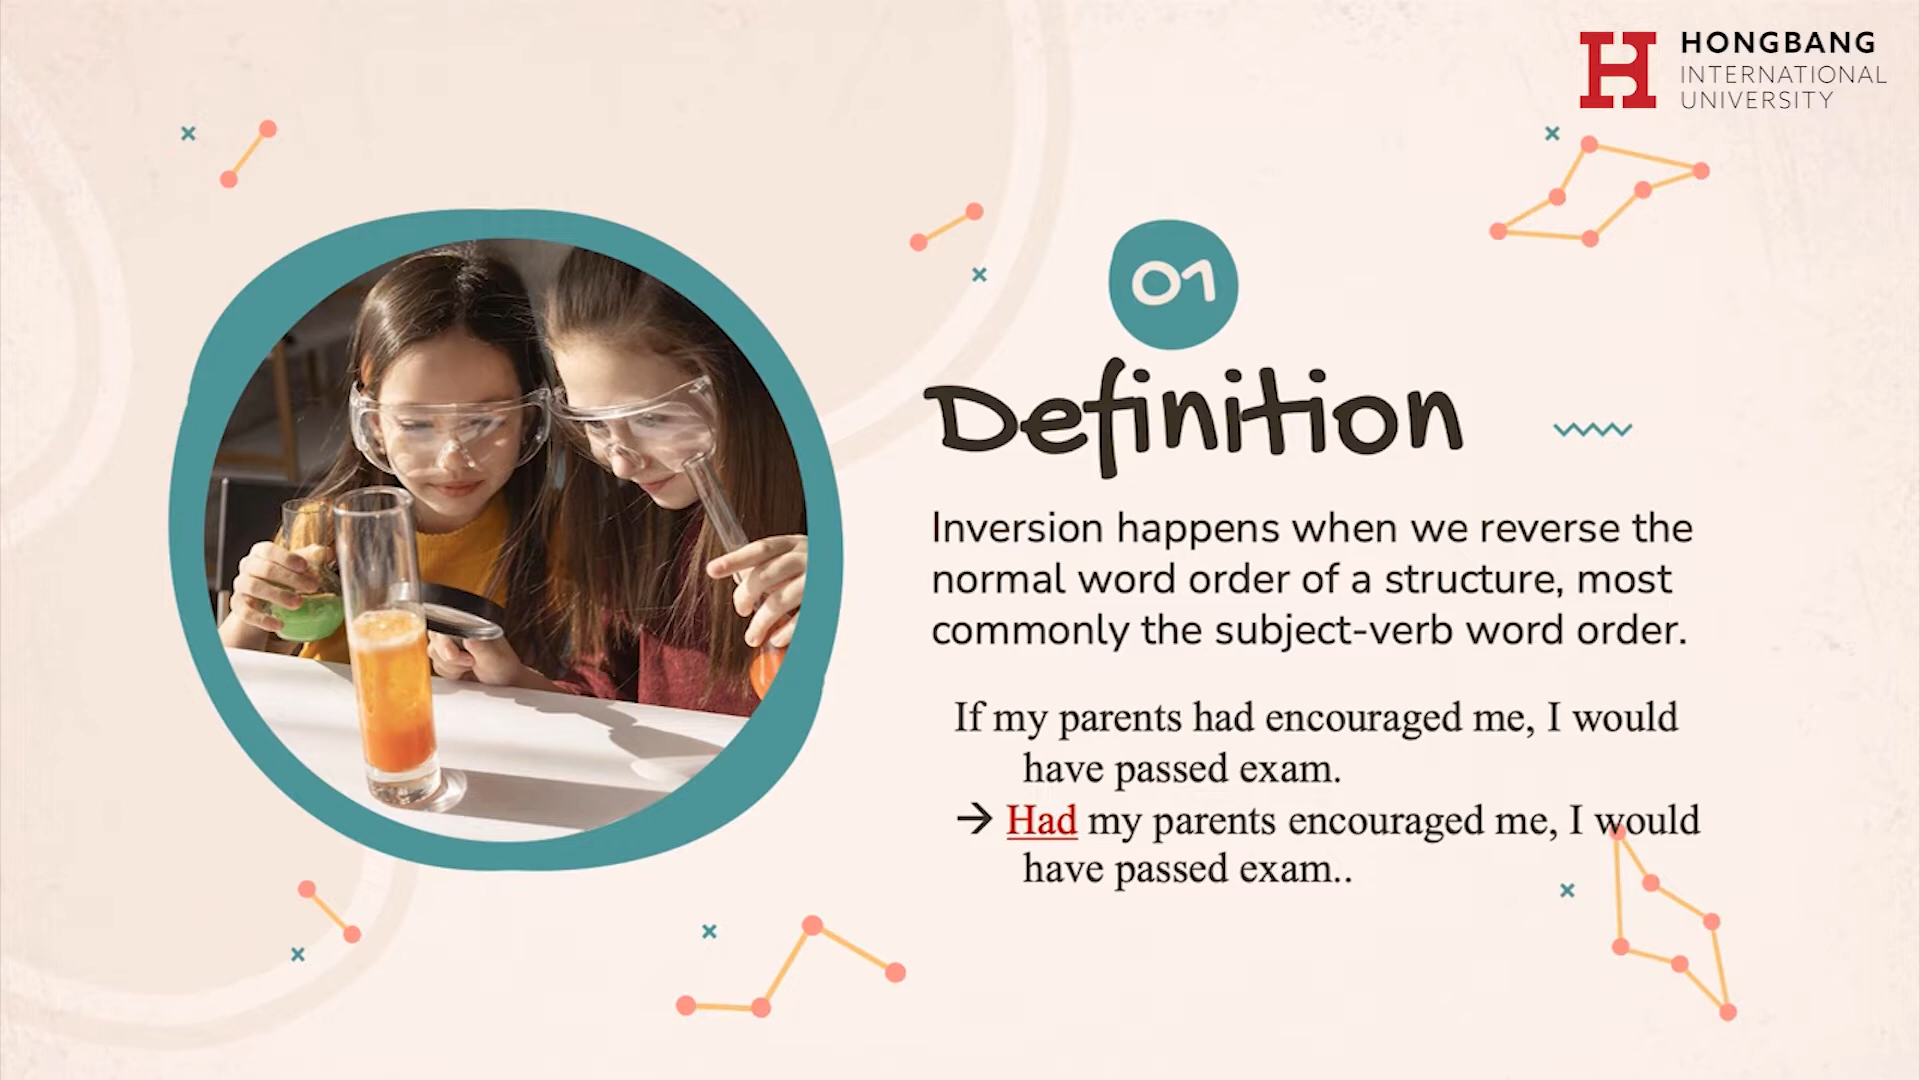 HONGBANG
INTERNATIONAL
UNIVERSITY
01
Definition
Inversion happens when we reverse the
normal word order of a structure, most
commonly the subject-verb word order.
If my parents had encouraged me, I would
have passed exam.
→ Had my parents encouraged me, I would
have passed exam..